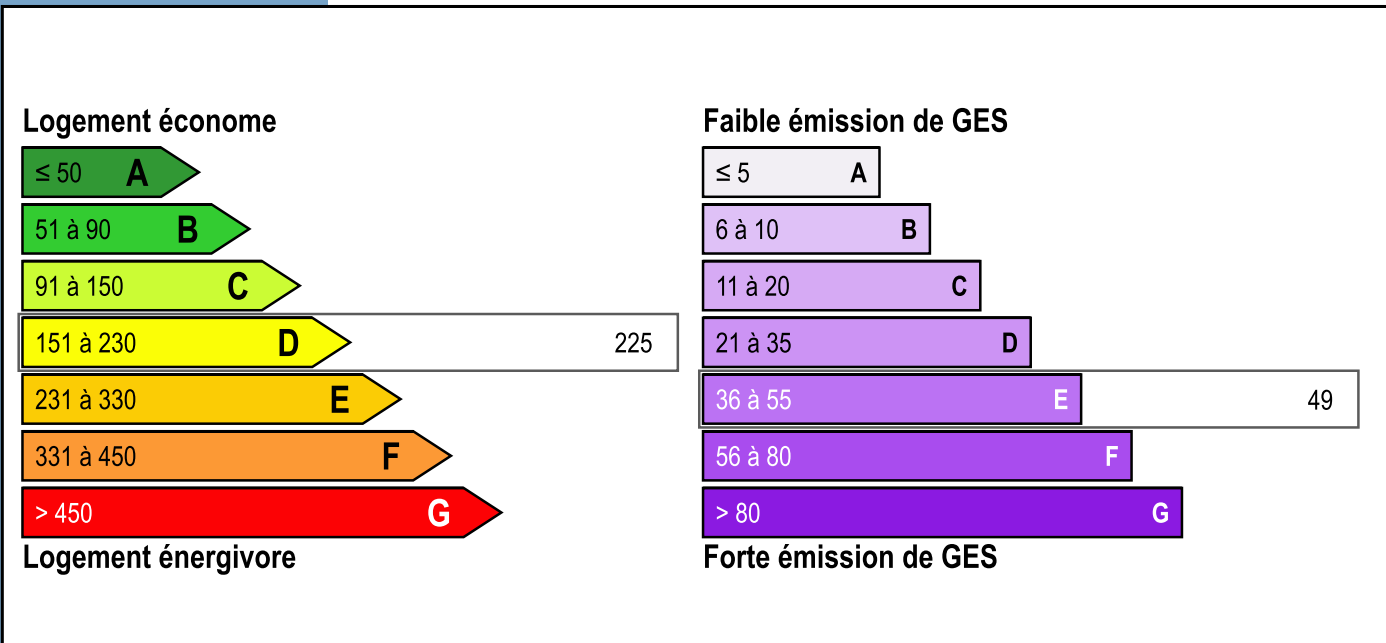 Logement économe
≤ 50 A
51 à 90 B
91 à 150 C
151 à 230 D 225
231 à 330 E
331 à 450 F
> 450 G
Logement énergivore
Faible émission de GES
≤ 5 A
6 à 10 B
11 à 20 C
21 à 35 D
36 à 55 E 49
56 à 80 F
> 80 G
Forte émission de GES